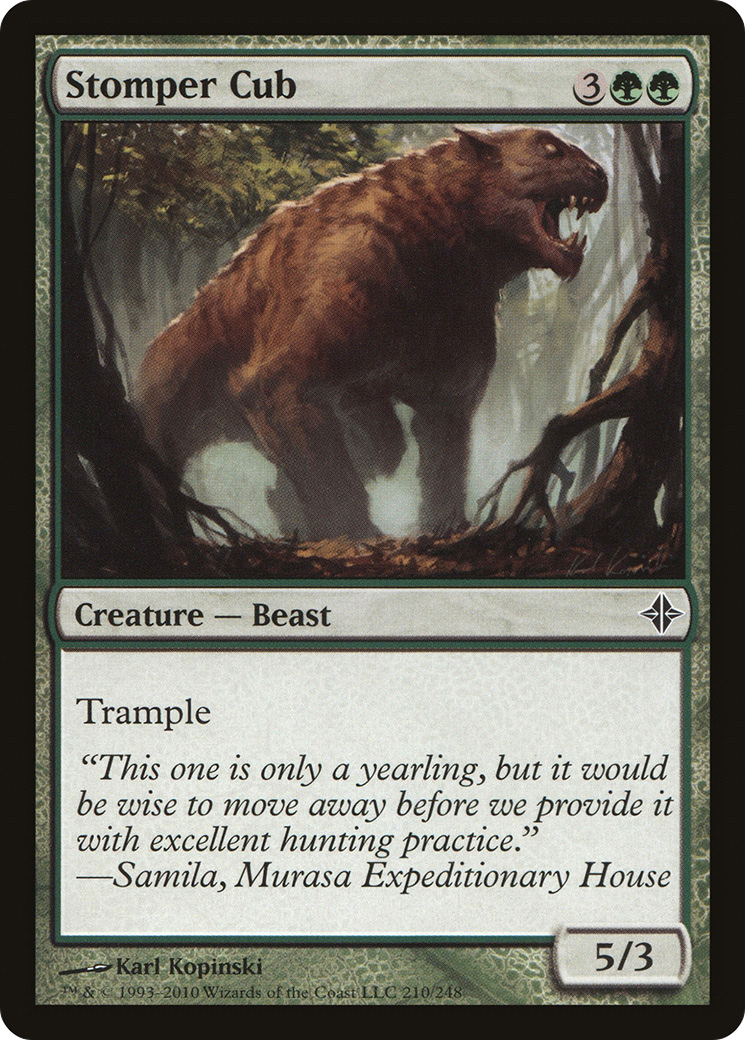 Stomper Cub 3
Creature — Beast
Trample
“This one is only a yearling, but it would
be wise to move away before we provide it
with excellent hunting practice.”
—Samila, Murasa Expeditionary House
5/3
Karl Kopinski
™ & © 1993–2010 Wizards of the Coast LLC 210/248